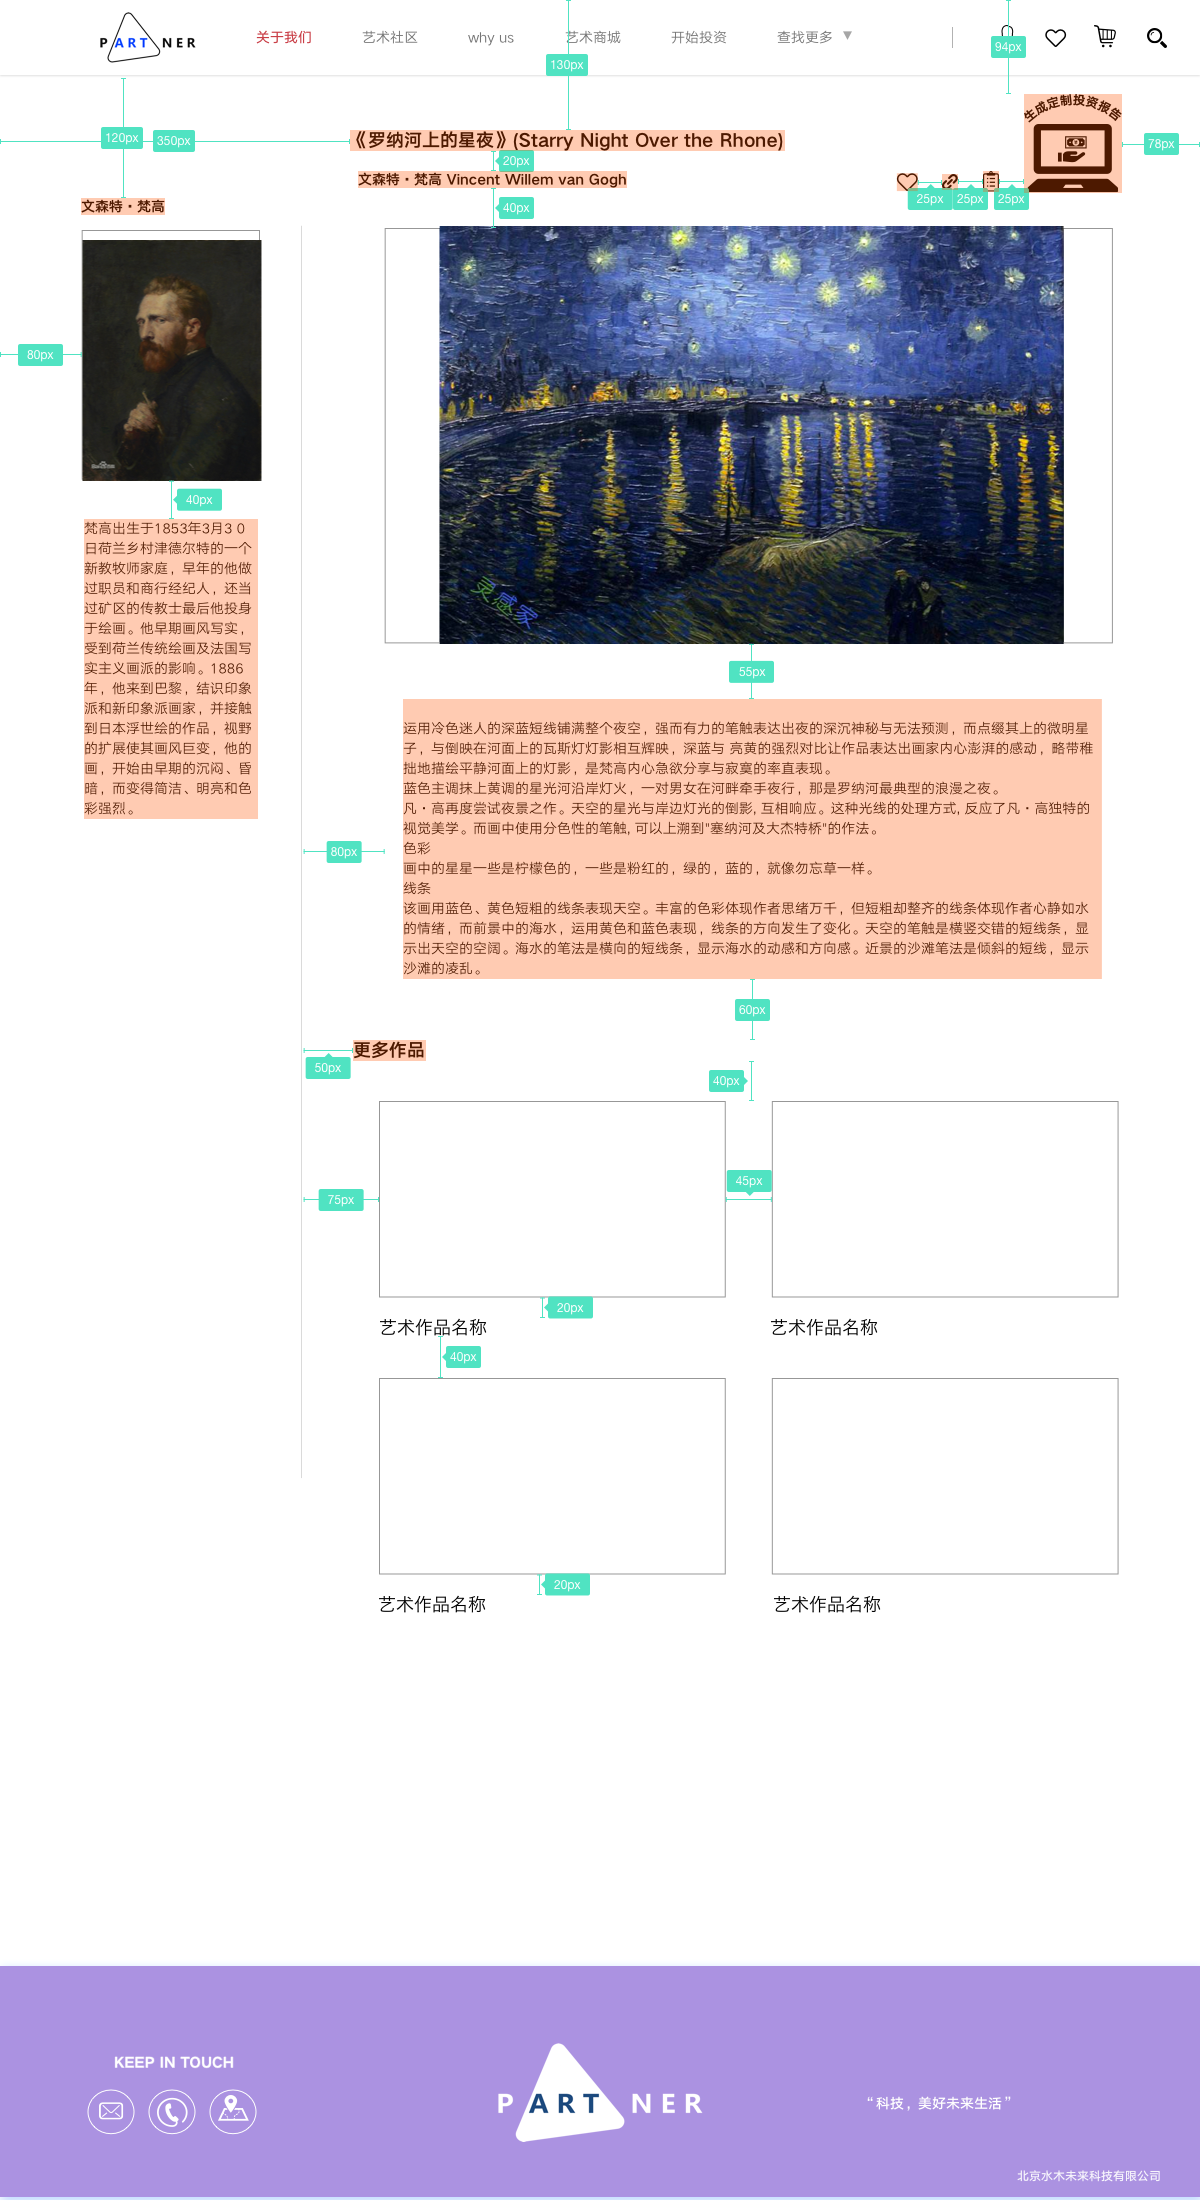 PARTNER
关于我们
艺术社区
why us
艺术商城
开始投资
查找更多 ▼
94px
130px
生成定制投资报告
120px
350px
《罗纳河上的星夜》(Starry Night Over the Rhone)
78px
20px
文森特·梵高 Vincent Willem van Gogh
25px
25px
25px
文森特·梵高
40px
80px
灵感家
40px
梵高出生于1853年3月3 0
日荷兰乡村津德尔特的一个
新教牧师家庭，早年的他做
过职员和商行经纪人，还当
过矿区的传教士最后他投身
于绘画。他早期画风写实，
受到荷兰传统绘画及法国写
实主义画派的影响。1886
年，他来到巴黎，结识印象
派和新印象派画家，并接触
到日本浮世绘的作品，视野
的扩展使其画风巨变，他的
画，开始由早期的沉闷、昏
暗，而变得简洁、明亮和色
彩强烈。
55px
运用冷色迷人的深蓝短线铺满整个夜空，强而有力的笔触表达出夜的深沉神秘与无法预测，而点缀其上的微明星
子，与倒映在河面上的瓦斯灯灯影相互辉映，深蓝与 亮黄的强烈对比让作品表达出画家内心澎湃的感动，略带稚
拙地描绘平静河面上的灯影，是梵高内心急欲分享与寂寞的率直表现。
蓝色主调抹上黄调的星光河沿岸灯火，一对男女在河畔牵手夜行，那是罗纳河最典型的浪漫之夜。
凡·高再度尝试夜景之作。天空的星光与岸边灯光的倒影, 互相响应。这种光线的处理方式, 反应了凡·高独特的
视觉美学。而画中使用分色性的笔触, 可以上溯到"塞纳河及大杰特桥"的作法。
色彩
画中的星星一些是柠檬色的，一些是粉红的，绿的，蓝的，就像勿忘草一样。
线条
该画用蓝色、黄色短粗的线条表现天空。丰富的色彩体现作者思绪万千，但短粗却整齐的线条体现作者心静如水
的情绪，而前景中的海水，运用黄色和蓝色表现，线条的方向发生了变化。天空的笔触是横竖交错的短线条，显
示出天空的空阔。海水的笔法是横向的短线条，显示海水的动感和方向感。近景的沙滩笔法是倾斜的短线，显示
沙滩的凌乱。
80px
60px
更多作品
50px
40px
75px
45px
20px
艺术作品名称
艺术作品名称
40px
20px
艺术作品名称
艺术作品名称
KEEP IN TOUCH
PARTNER
“科技，美好未来生活”
北京水木未来科技有限公司